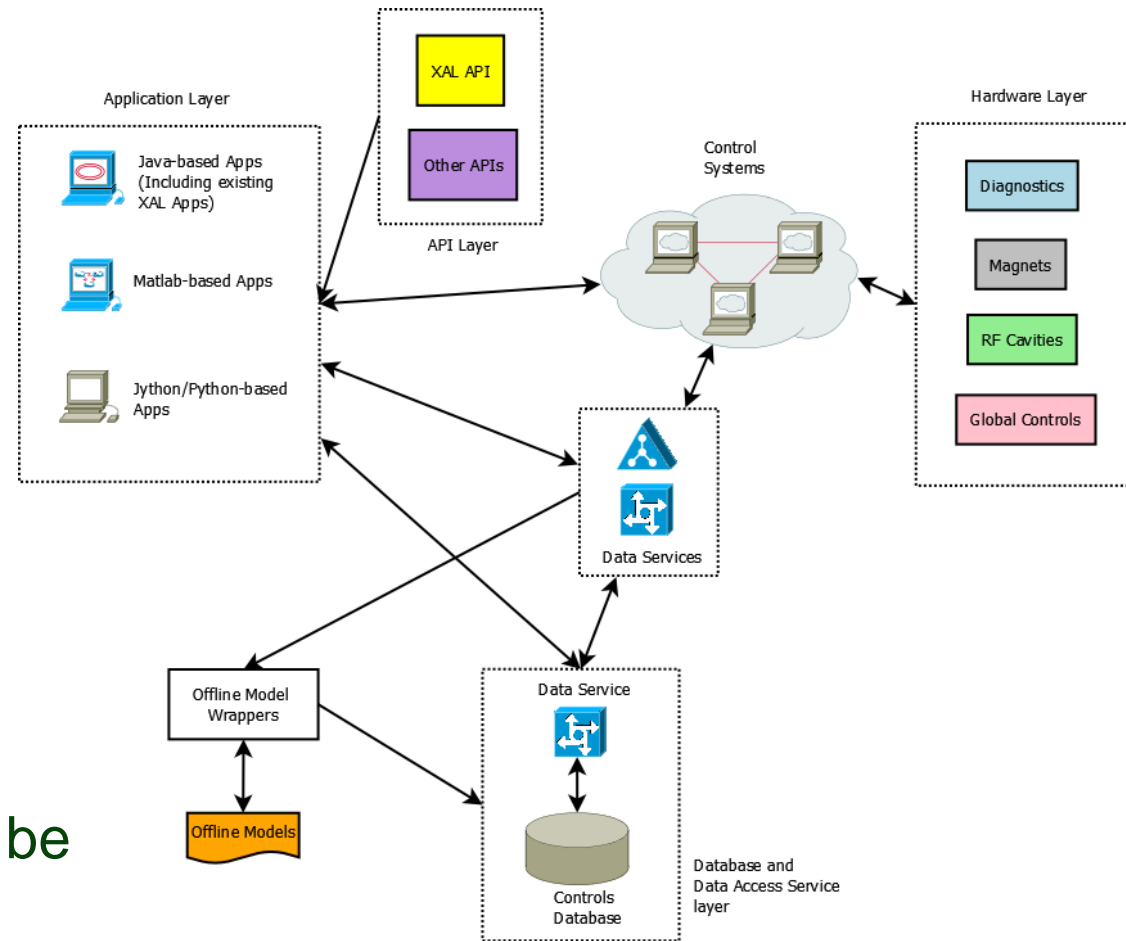 Application Layer
Java-based Apps
(Including existing
XAL Apps)
Matlab-based Apps
Jython/Python-based
Apps
XAL API
Other APIs
API Layer
Control
Systems
Hardware Layer
Diagnostics
Magnets
RF Cavities
Global Controls
Data Services
Offline Model
Wrappers
Offline Models
Data Service
Controls
Database
Database and
Data Access Service
layer
be